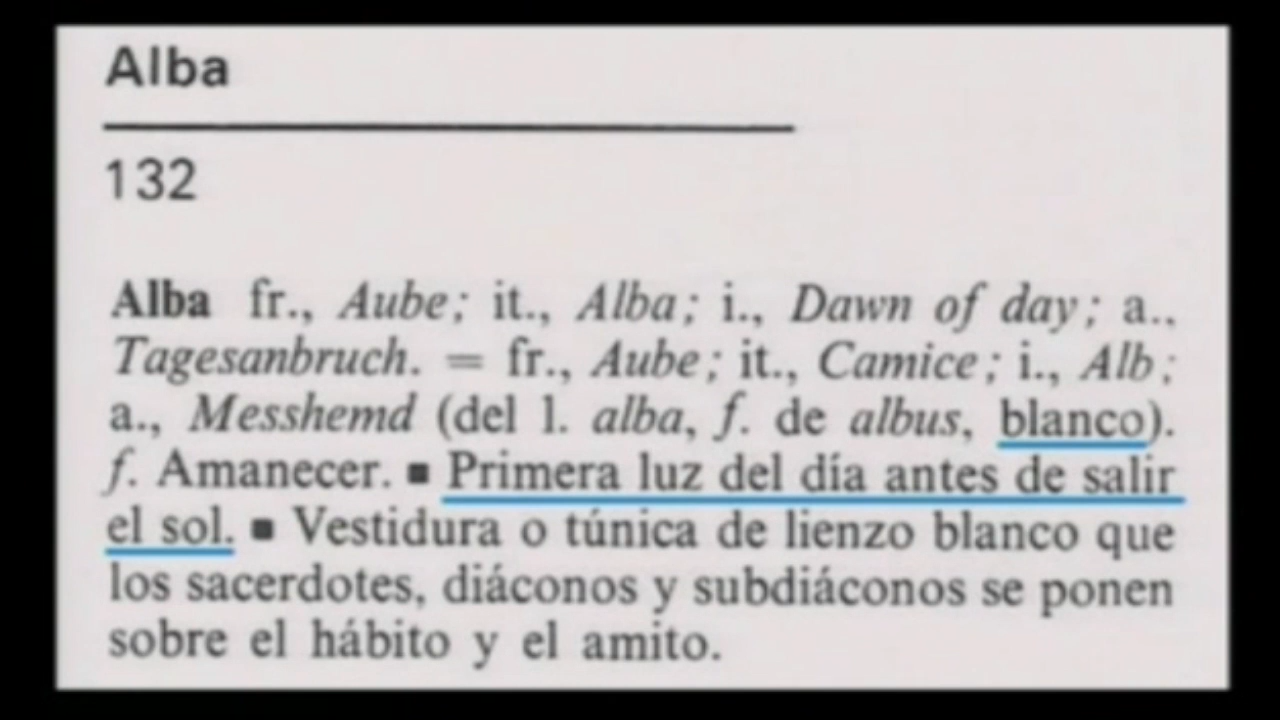 Alba
132
Alba fr., Aube; it., Alba; i., Dawn of day; a.,
Tagesanbruch. = fr., Aube; it., Camice; i., Alb;
a., Messhemd (del l. alba, f. de albus, blanco).
f. Amanecer. ■ Primera luz del día antes de salir
el sol. ■ Vestidura o túnica de lienzo blanco que
los sacerdotes, diáconos y subdiáconos se ponen
sobre el hábito y el amito.